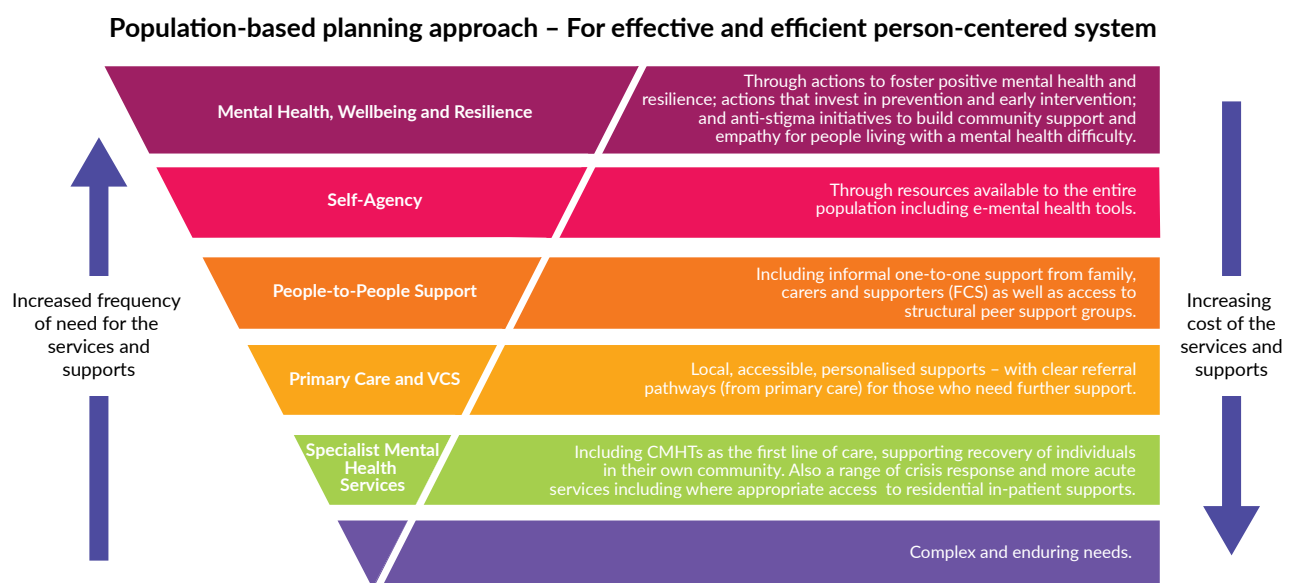 Population-based planning approach – For effective and efficient person-centered system
Mental Health, Wellbeing and Resilience
Through actions to foster positive mental health and
resilience; actions that invest in prevention and early intervention;
and anti-stigma initiatives to build community support and
empathy for people living with a mental health difficulty.
Self-Agency
Through resources available to the entire
population including e-mental health tools.
People-to-People Support
Including informal one-to-one support from family,
carers and supporters (FCS) as well as access to
structural peer support groups.
Primary Care and VCS
Local, accessible, personalised supports – with clear referral
pathways (from primary care) for those who need further support.
Specialist Mental
Health
Services
Including CMHTs as the first line of care, supporting recovery of individuals
in their own community. Also a range of crisis response and more acute
services including where appropriate access to residential in-patient supports.
Complex and enduring needs.
Increased frequency
of need for the
services and
supports
Increasing
cost of the
services and
supports